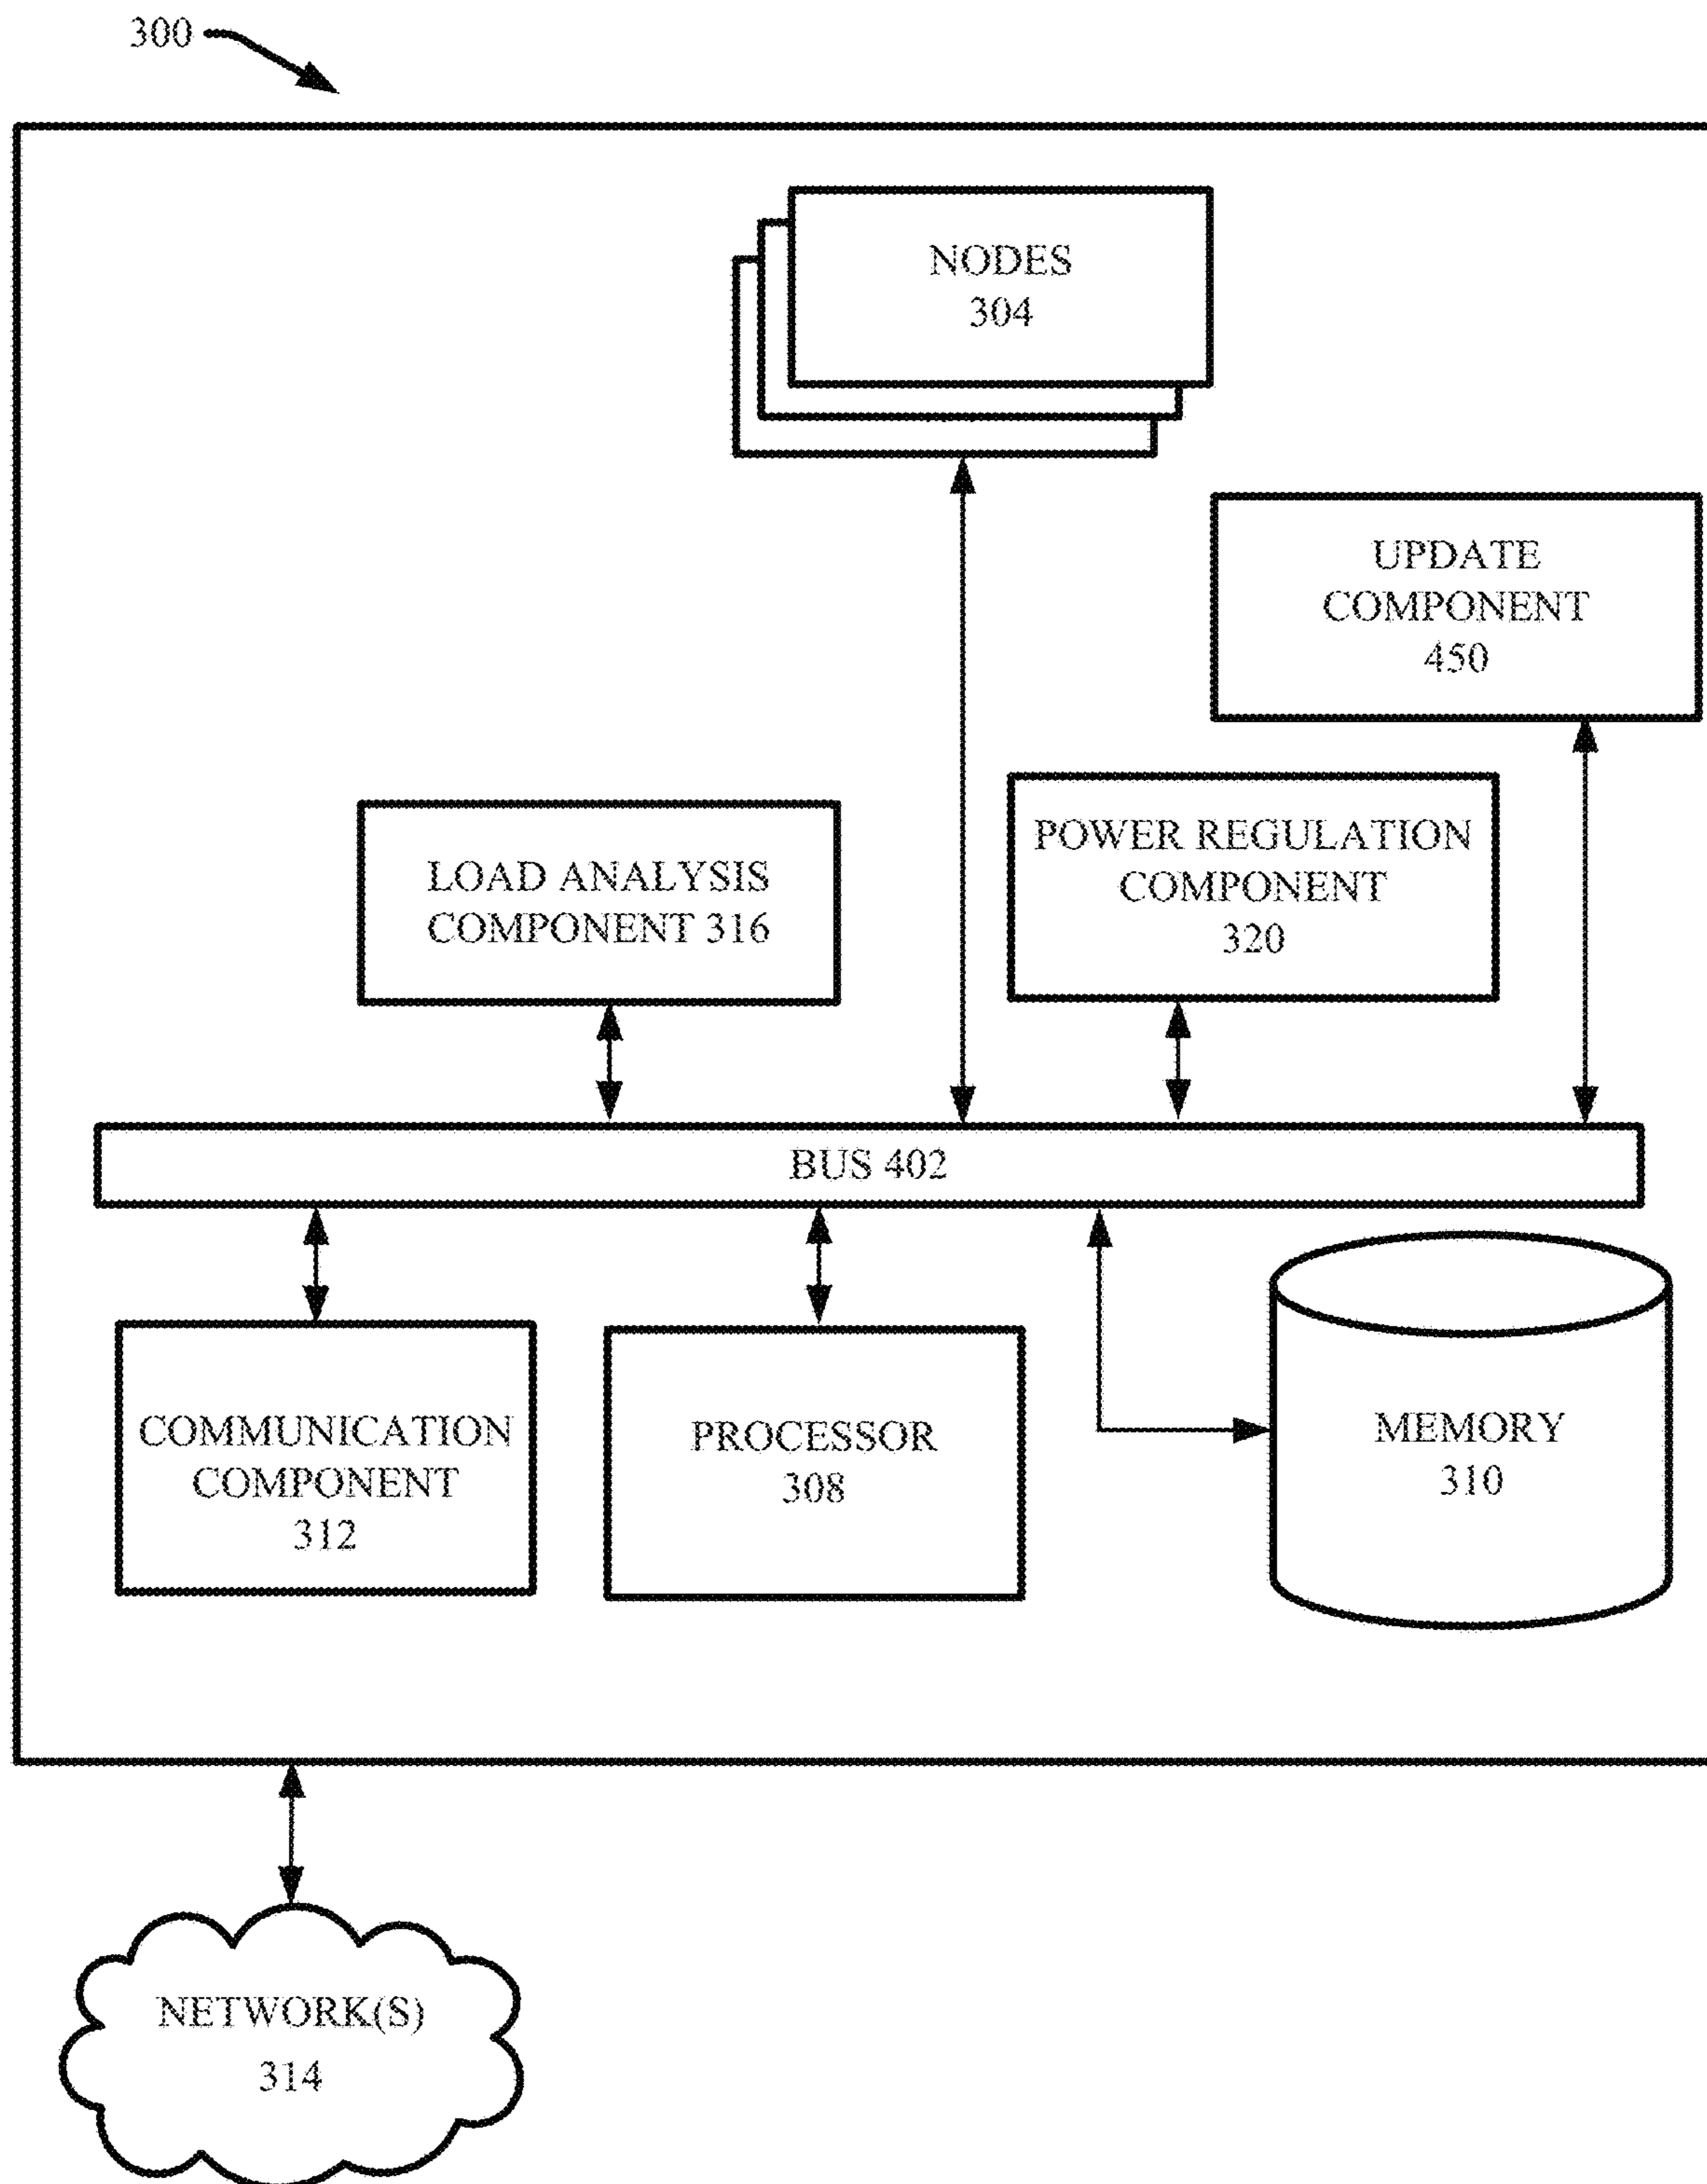 300
NODES
304
UPDATE
COMPONENT
450
POWER REGULATION
COMPONENT
320
LOAD ANALYSIS
COMPONENT 316
BUS 402
COMMUNICATION
COMPONENT
312
PROCESSOR
308
MEMORY
310
NETWORK(S)
314